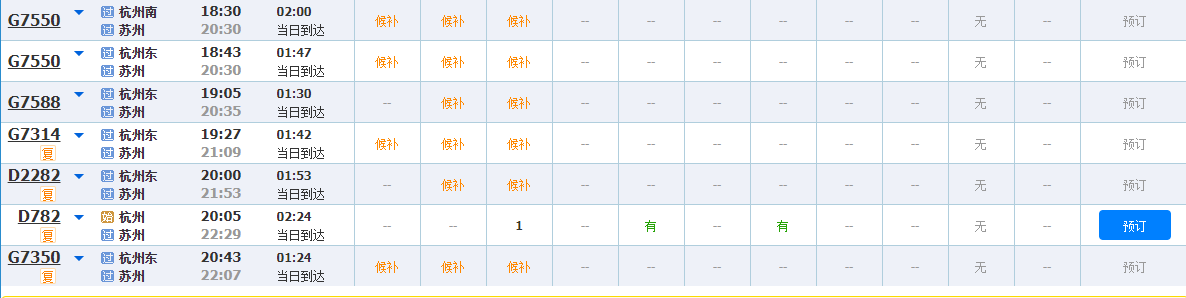 G7550 过 杭州南 18:30 02:00 候补 候补 候补 -- -- -- -- -- 无 -- 预订
过 苏州 20:30 当日到达
G7550 过 杭州东 18:43 01:47 候补 候补 候补 -- -- -- -- -- 无 -- 预订
过 苏州 20:30 当日到达
G7588 过 杭州东 19:05 01:30 -- 候补 候补 -- -- -- -- -- 无 -- 预订
过 苏州 20:35 当日到达
G7314 过 杭州东 19:27 01:42 候补 候补 候补 -- -- -- -- -- 无 -- 预订
复 过 苏州 21:09 当日到达
D2282 过 杭州东 20:00 01:53 -- 候补 候补 -- -- -- -- -- 无 -- 预订
复 过 苏州 21:53 当日到达
D782 始 杭州 20:05 02:24 -- -- 1 -- 有 -- 有 -- 无 -- 预订
复 过 苏州 22:29 当日到达
G7350 过 杭州东 20:43 01:24 候补 候补 候补 -- -- -- -- -- 无 -- 预订
复 过 苏州 22:07 当日到达